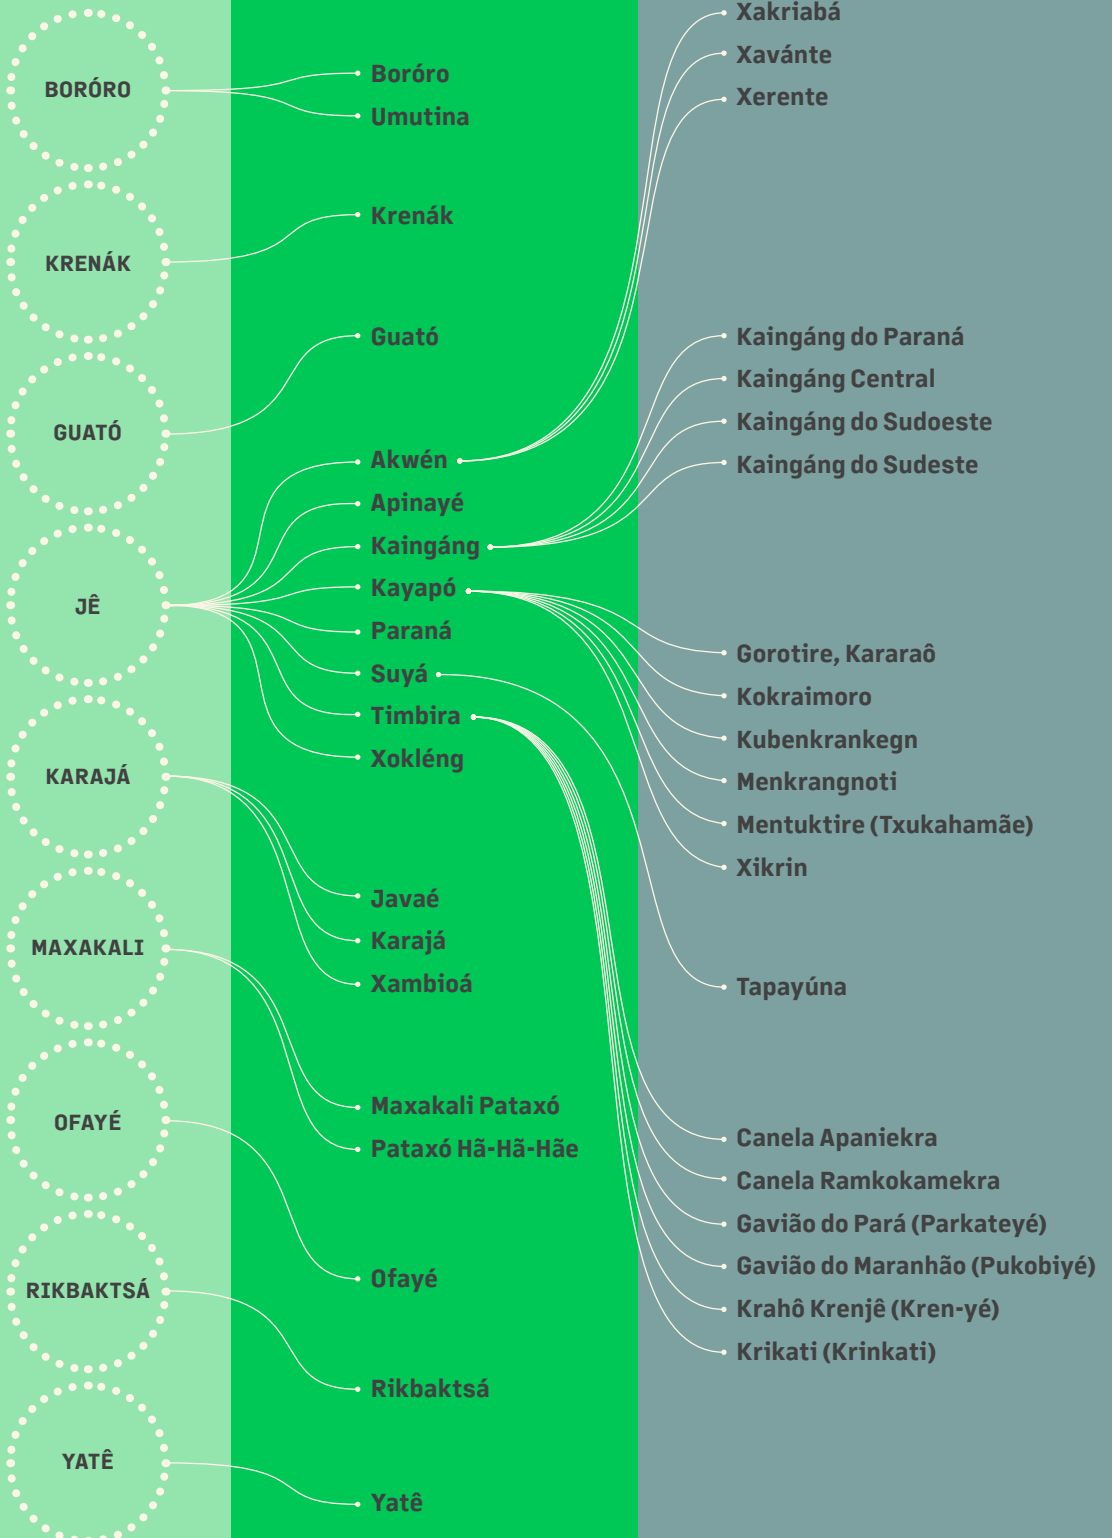 BORÓRO
KRENÁK
GUATÓ
JÊ
KARAJÁ
MAXAKALI
OFAYÉ
RIKBAKTSÁ
YATÊ
Boróro
Umutina
Krenák
Guató
Akwén
Apinayé
Kaingáng
Kayapó
Paraná
Suyá
Timbira
Xokléng
Javaé
Karajá
Xambioá
Maxakali Pataxó
Pataxó Hã-Hã-Hãe
Ofayé
Rikbaktsá
Yatê
Xakriabá
Xavánte
Xerente
Kaingáng do Paraná
Kaingáng Central
Kaingáng do Sudoeste
Kaingáng do Sudeste
Gorotire, Kararaô
Kokraimoro
Kubenkrankegn
Menkrangnoti
Mentuktire (Txukahamãe)
Xikrin
Tapayúna
Canela Apaniekra
Canela Ramkokamekra
Gavião do Pará (Parkateyé)
Gavião do Maranhão (Pukobiyé)
Krahô Krenjê (Kren-yé)
Krikati (Krinkati)